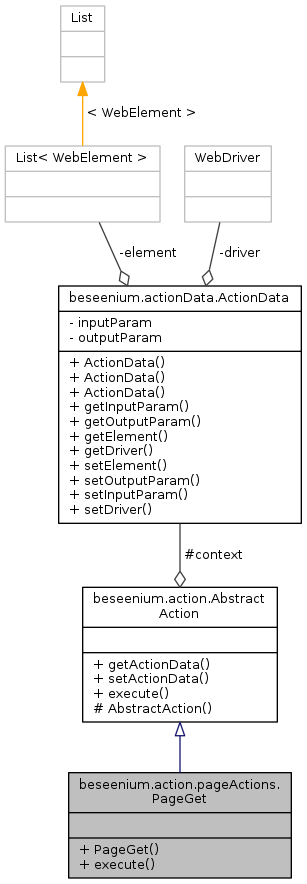 List
< WebElement >
List< WebElement >
WebDriver
-element
-driver
beseenium.actionData.ActionData
- inputParam
- outputParam
+ ActionData()
+ ActionData()
+ ActionData()
+ getInputParam()
+ getOutputParam()
+ getElement()
+ getDriver()
+ setElement()
+ setOutputParam()
+ setInputParam()
+ setDriver()
#context
beseenium.action.Abstract
Action
+ getActionData()
+ setActionData()
+ execute()
# AbstractAction()
beseenium.action.pageActions.
PageGet
+ PageGet()
+ execute()